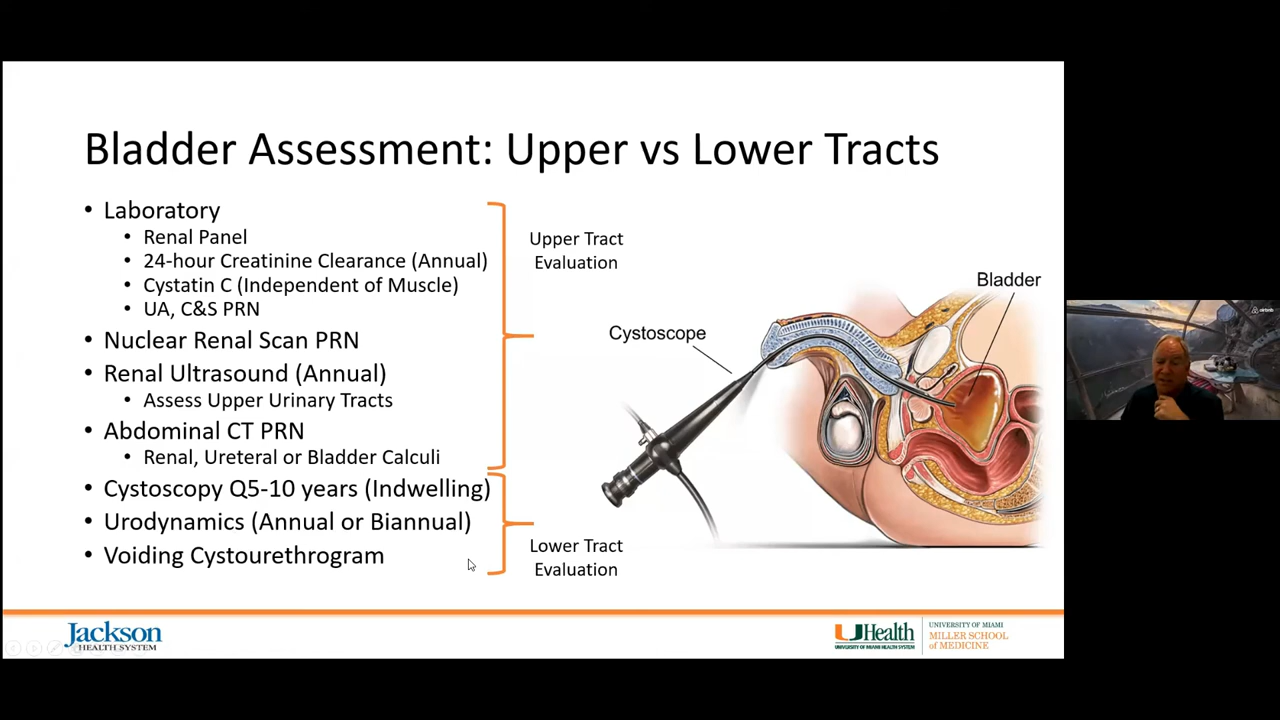 Bladder Assessment: Upper vs Lower Tracts
• Laboratory
• Renal Panel
• 24-hour Creatinine Clearance (Annual)
• Cystatin C (Independent of Muscle)
• UA, C&S PRN
• Nuclear Renal Scan PRN
• Renal Ultrasound (Annual)
• Assess Upper Urinary Tracts
• Abdominal CT PRN
• Renal, Ureteral or Bladder Calculi
• Cystoscopy Q5-10 years (Indwelling)
• Urodynamics (Annual or Biannual)
• Voiding Cystourethrogram
Upper Tract
Evaluation
Lower Tract
Evaluation
Bladder
Cystoscope
airbnb
Jackson
HEALTH SYSTEM
UHealth
UNIVERSITY OF MIAMI HEALTH SYSTEM
UNIVERSITY OF MIAMI
MILLER SCHOOL
of MEDICINE